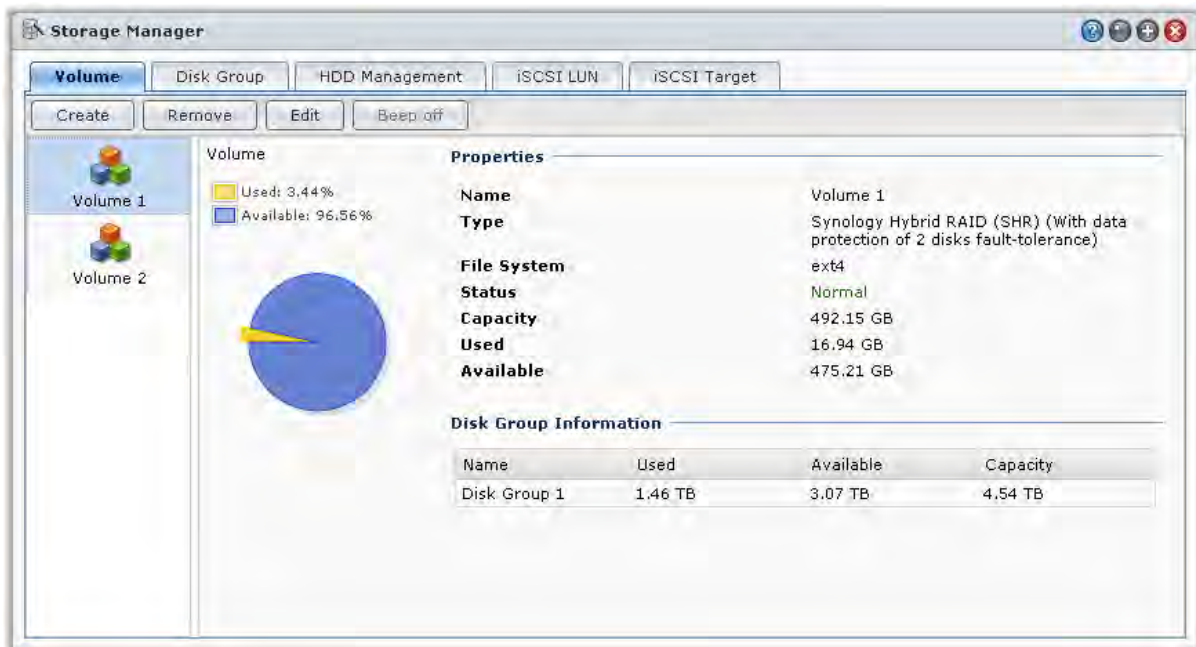 Storage Manager
Volume Disk Group HDD Management iSCSI LUN iSCSI Target
Create Remove Edit Beep off
Volume 1
Volume 2
Volume
Used: 3.44%
Available: 96.56%
Properties
Name Volume 1
Type Synology Hybrid RAID (SHR) (With data
protection of 2 disks fault-tolerance)
File System ext4
Status Normal
Capacity 492.15 GB
Used 16.94 GB
Available 475.21 GB
Disk Group Information
Name Used Available Capacity
Disk Group 1 1.46 TB 3.07 TB 4.54 TB